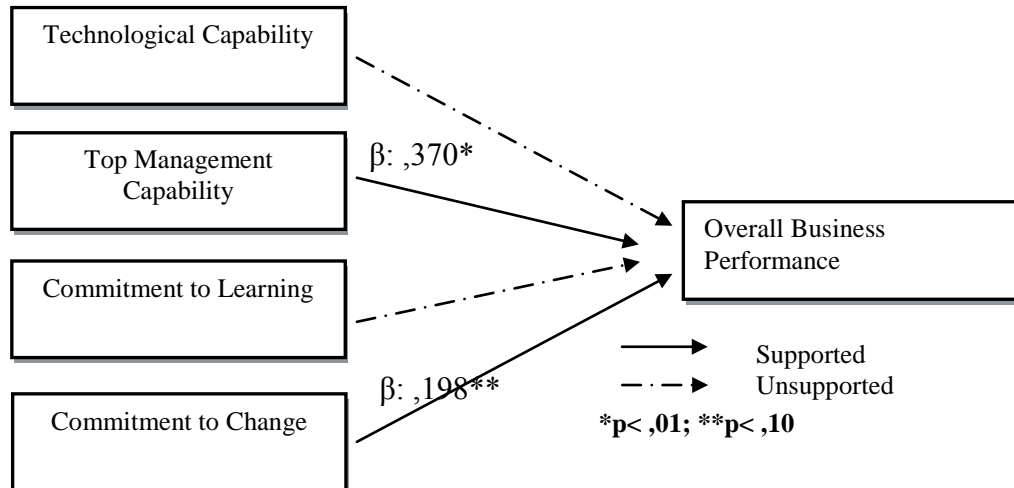 Technological Capability
Top Management
Capability
β: ,370*
Commitment to Learning
β: ,198**
Commitment to Change
Overall Business
Performance
Supported
Unsupported
*p< ,01; **p< ,10